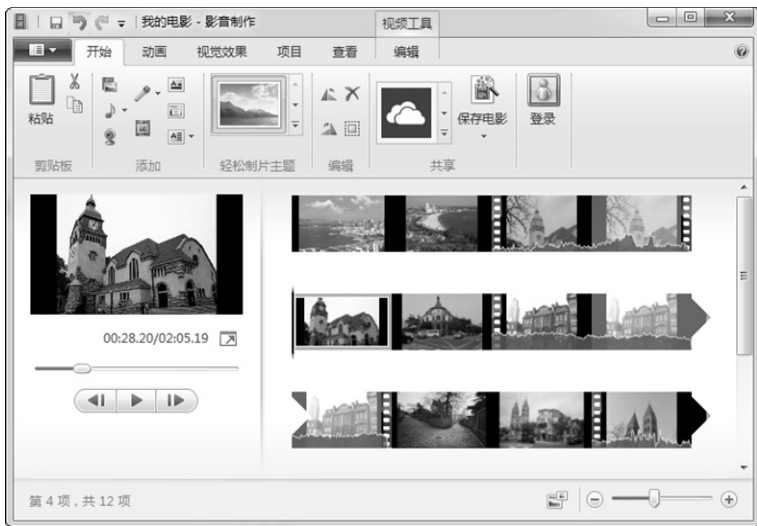 我的电影 - 影音制作
视频工具
开始 动画 视觉效果 项目 查看 编辑
粘贴
保存电影
登录
剪贴板 添加 轻松制片主题 编辑 共享
00:28.20/02:05.19
第 4 项，共 12 项